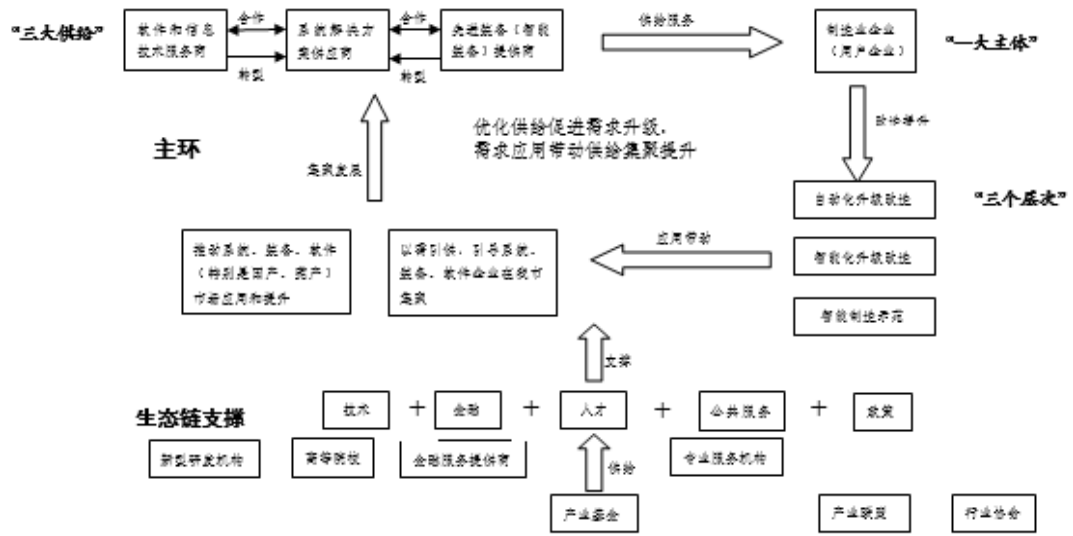 “三大供给”
软件和信息
技术服务商
合作
转型
系统解决方
案供应商
合作
转型
先进装备（智能
装备）提供商
供给服务
制造业企业
（用户企业）
“一大主体”
主环
集聚发展
优化供给促进需求升级，
需求应用带动供给集聚提升
改造提升
自动化升级改造
“三个层次”
推动系统、装备、软件
（特别是国产、莞产）
市场应用和提升
以需引供，引导系统、
装备、软件企业在我市
集聚
应用带动
智能化升级改造
智能制造示范
支撑
生态链支撑
技术
+
金融
+
人才
+
公共服务
+
政策
新型研发机构
高等院校
金融服务提供商
供给
专业服务机构
产业基金
产业联盟
行业协会